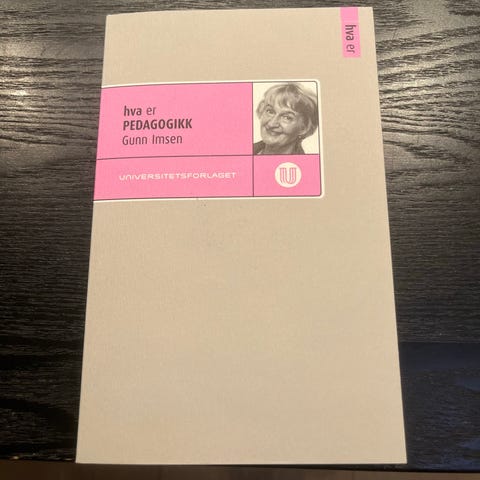 hva er
hva er
PEDAGOGIKK
Gunn Imsen
UNIVERSITETSFORLAGET